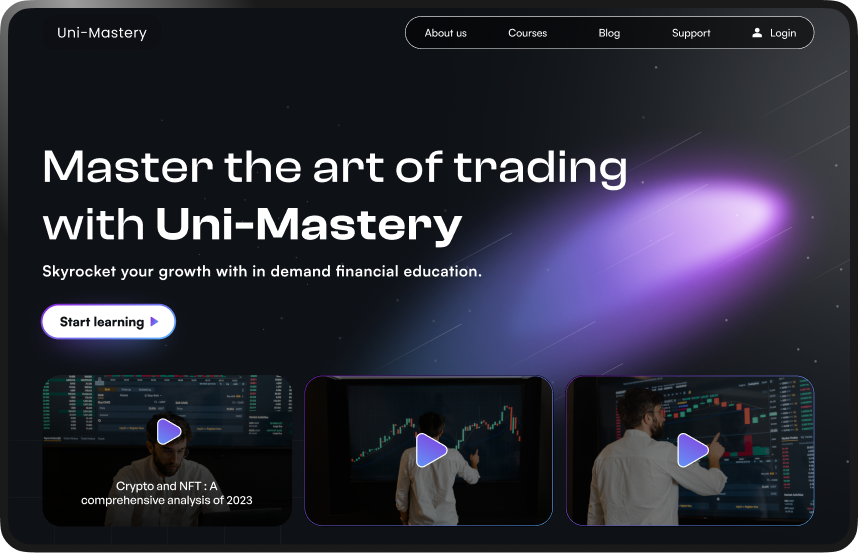 Uni-Mastery
About us
Courses
Blog
Support
Login
Master the art of trading
with Uni-Mastery
Skyrocket your growth with in demand financial education.
Start learning
Crypto and NFT : A
comprehensive analysis of 2023